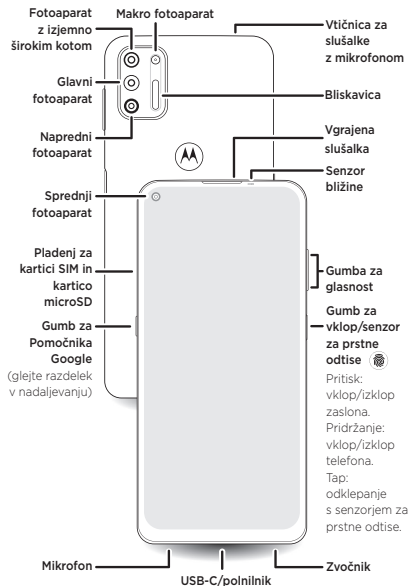 Fotoaparat
z izjemno
širokim kotom
Makro fotoaparat
Vtičnica za
slušalke
z mikrofonom
Glavni
fotoaparat
Bliskavica
Napredni
fotoaparat
Vgrajena
slušalka
Senzor
bližine
Sprednji
fotoaparat
Pladenj za
kartici SIM in
kartico
microSD
Gumba za
glasnost
Gumb za
Pomočnika
Google
(glejte razdelek
v nadaljevanju)
Gumb za
vklop/senzor
za prstne
odtise
Pritisk:
vklop/izklop
zaslona.
Pridržanje:
vklop/izklop
telefona.
Tap:
odklepanje
s senzorjem za
prstne odtise.
Mikrofon
USB-C/polnilnik
Zvočnik